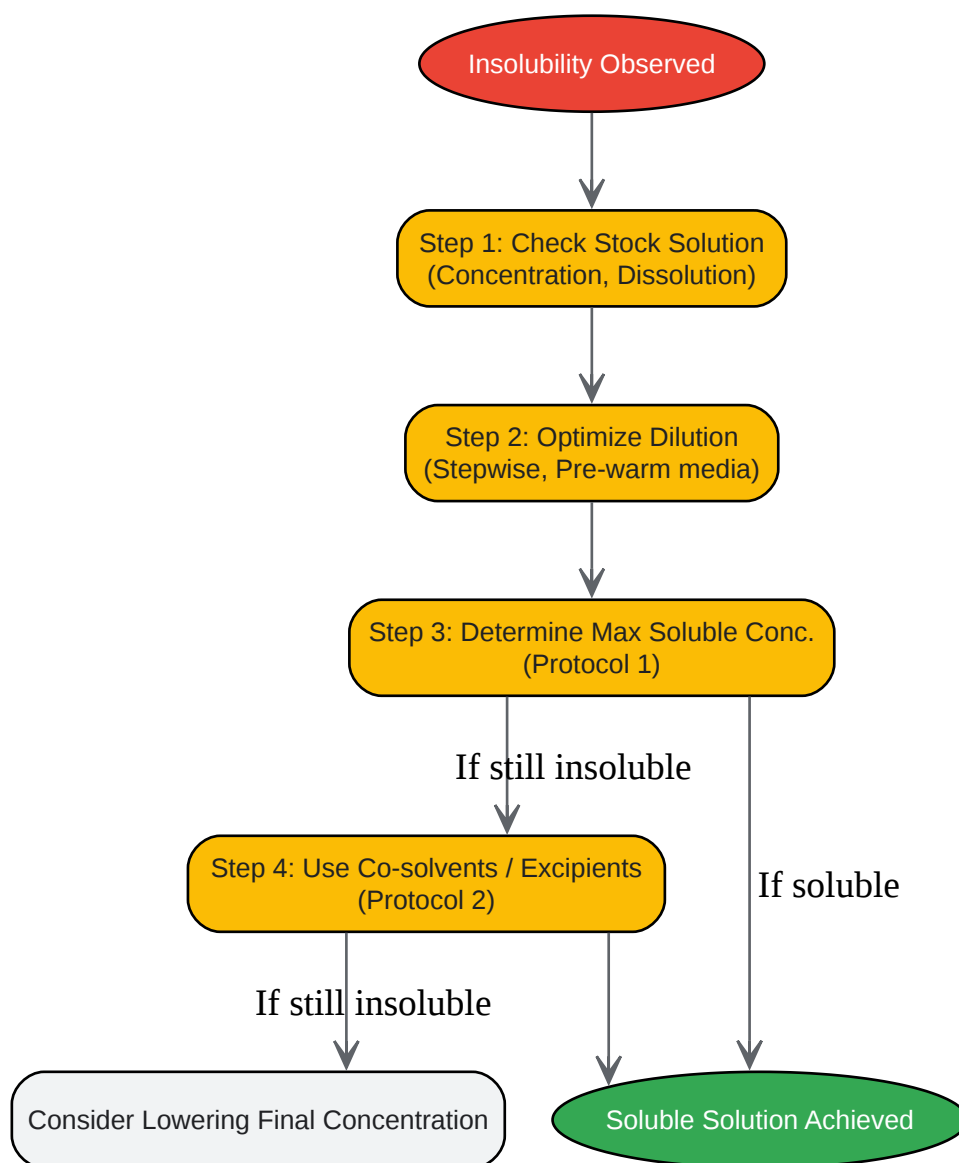 Insolubility Observed
Step 1: Check Stock Solution
(Concentration, Dissolution)
Step 2: Optimize Dilution
(Stepwise, Pre-warm media)
Step 3: Determine Max Soluble Conc.
(Protocol 1)
If still insoluble
Step 4: Use Co-solvents / Excipients
(Protocol 2)
If soluble
If still insoluble
Consider Lowering Final Concentration
Soluble Solution Achieved